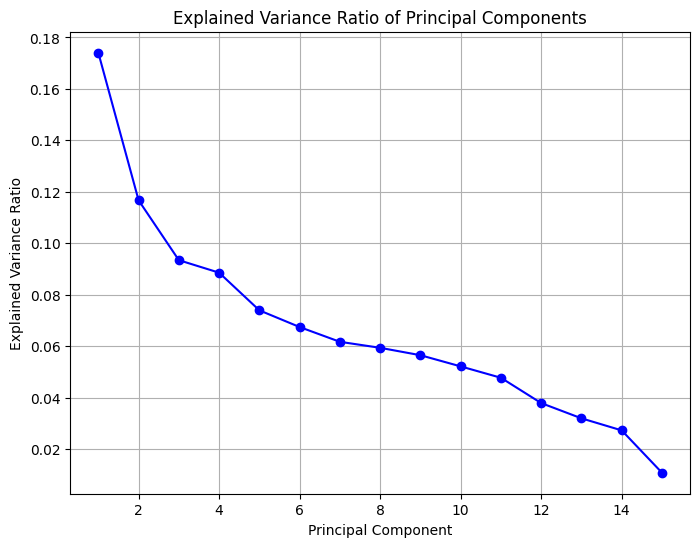 Explained Variance Ratio of Principal Components
0.18
0.16
0.14
0.12
0.10
0.08
0.06
0.04
0.02
Explained Variance Ratio
2 4 6 8 10 12 14
Principal Component